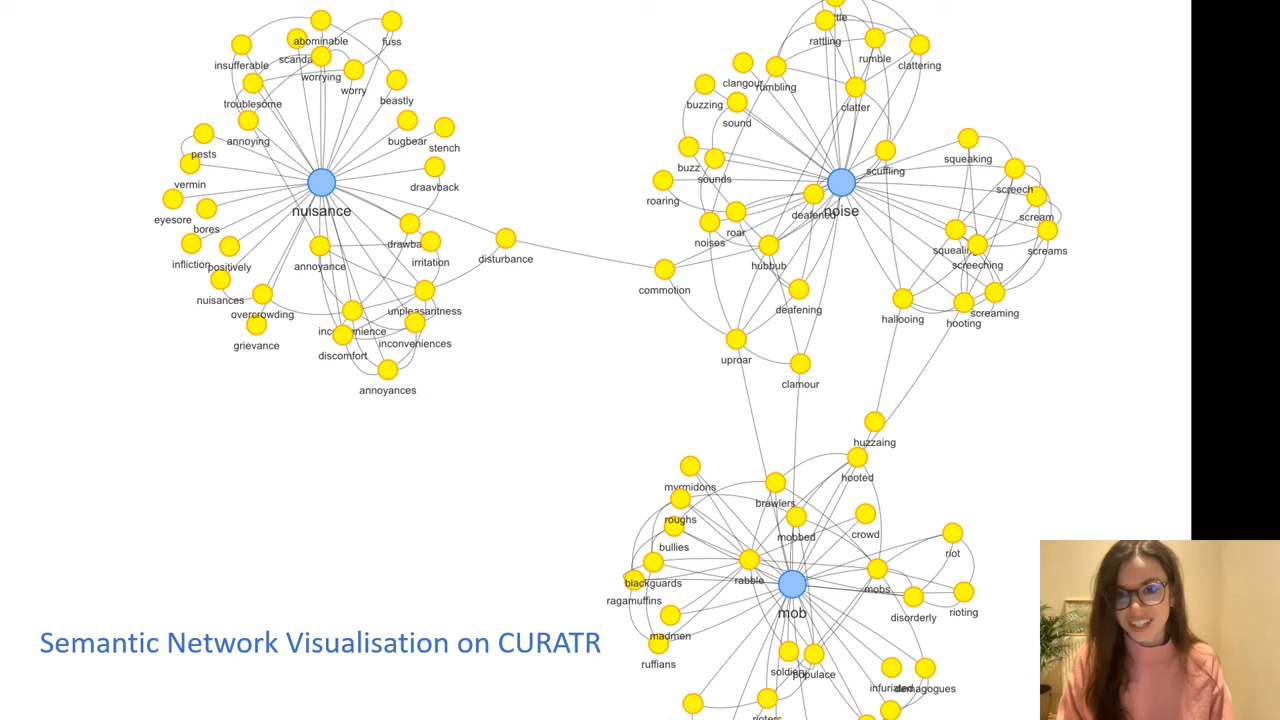 abominable
fuss
insufferable
worrying
worry
troublesome
beastly
annoying
bugbear
stench
pests
vermin
draavback
eyesore
bores
nuisance
infliction
positively
annoyance
irritation
disturbance
nuisances
overcrowding
unpleasantness
grievance
discomfort
inconveniences
annoyances
rattling
rumble
clattering
clangour
rumbling
buzzing
clatter
sound
buzz
sounds
scuffling
squeaking
roaring
screech
noise
roar
noises
scream
hubbub
screeching
screams
commotion
deafening
hallooing
hooting
screaming
uproar
clamour
huzzaing
hooted
myrmidons
brawlers
roughs
mobbed
crowd
bullies
riot
blackguards
rabble
mobs
ragamuffins
mob
disorderly
rioting
madmen
ruffians
populace
demagogues
rioters
Semantic Network Visualisation on CURATR